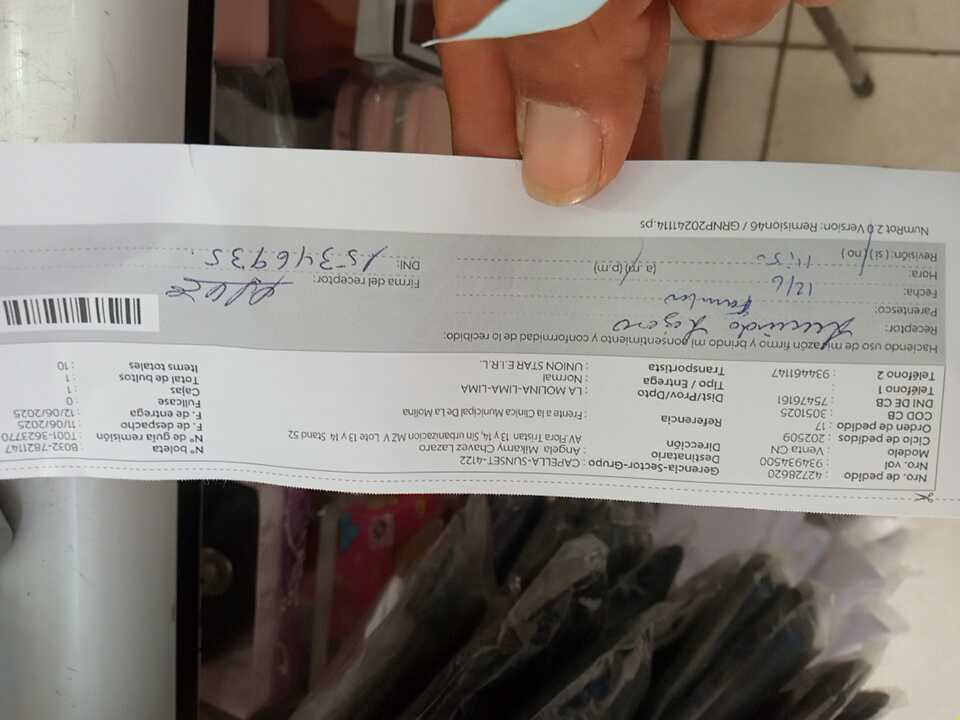 Nro. de pedido : 42728620
Nro. vol : 934934500
Modelo : Venta CN
Ciclo de pedidos : 202509
Orden de pedido : 17
COD CB : 3051025
DNI DE CB : 75476161
Teléfono 1 :
Teléfono 2 : 934461147
Gerencia-Sector-Grupo : CAPELLA-SUNSET-4122
Destinatario : Angela Mikamy Chavez Lazaro
Dirección : AV Flora Tristan 13 y 14, Sin urbanizacion MZ V Lote 13 y 14 Stand 52
Referencia : Frente a la Clinica Municipal De La Molina
Dist/Prov/Dpto : LA MOLINA-LIMA-LIMA
Tipo / Entrega : Normal
Transportista : UNION STAR E.I.R.L.
N° boleta : B032-7821147
N° de guía remisión : T001-3623770
F. de despacho : 11/06/2025
F. de entrega : 12/06/2025
Fullcase : 0
Cajas : 1
Total de bultos : 1
Items totales : 10
Haciendo uso de mi razón firmo y brindo mi consentimiento y conformidad de lo recibido:
Receptor:
Parentesco: Familiar
Fecha: 12/6
Hora: 11:50 (a.m) (p.m)
Revisión: (si) (no)
Firma del receptor:
DNI: 15346935.
NumRot 2.0 Version: Remision46 / GRNP20241114.ps